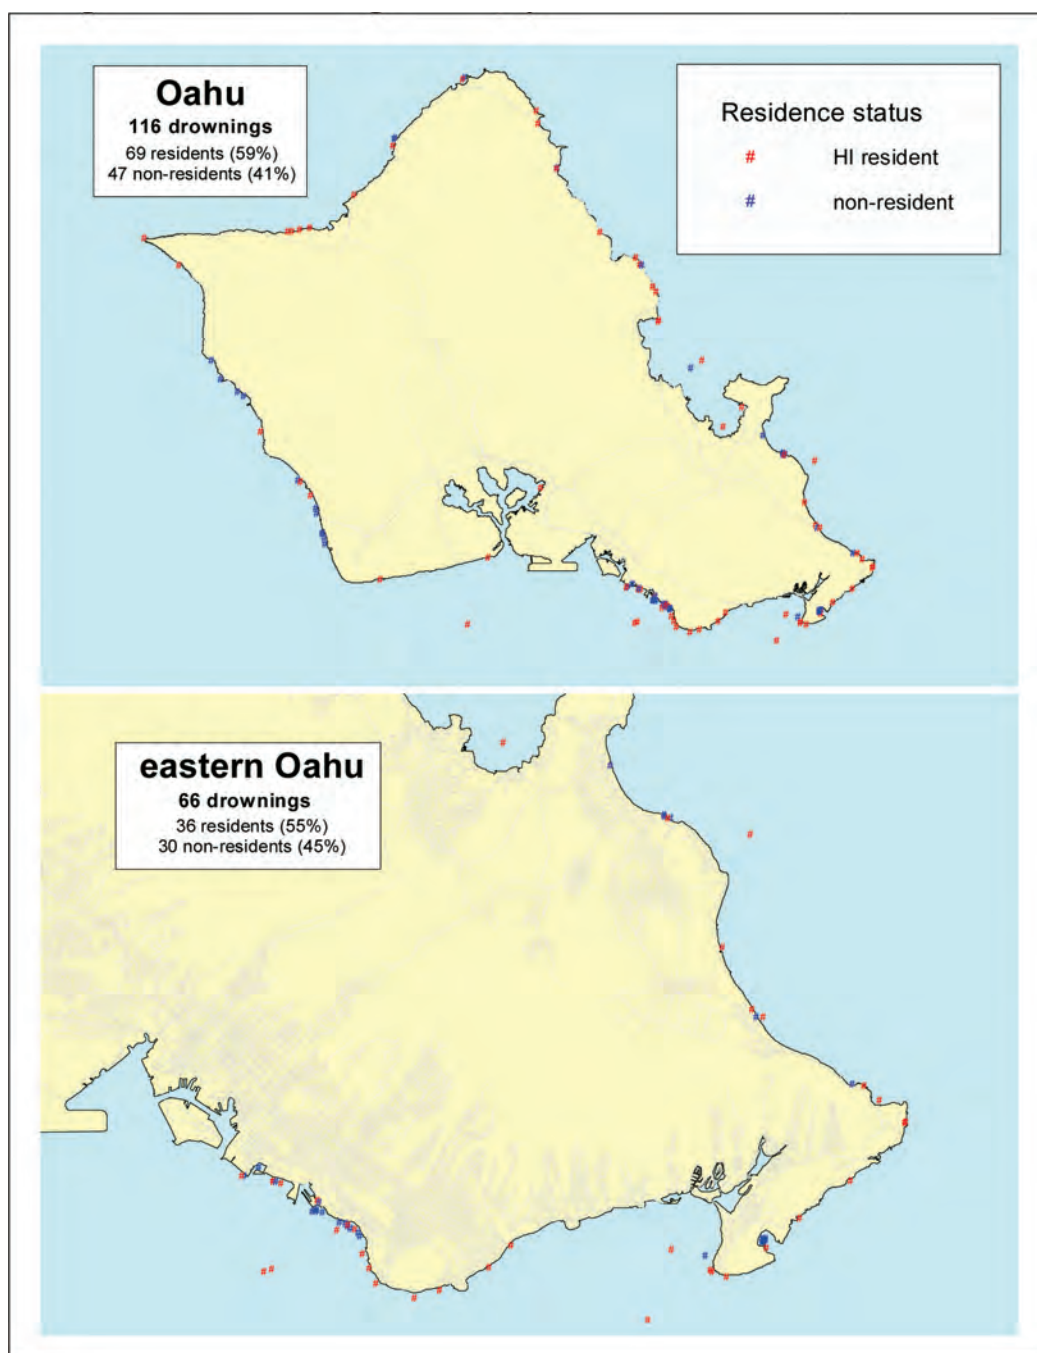 Oahu
116 drownings
69 residents (59%)
47 non-residents (41%)
Residence status
# HI resident
# non-resident
eastern Oahu
66 drownings
36 residents (55%)
30 non-residents (45%)